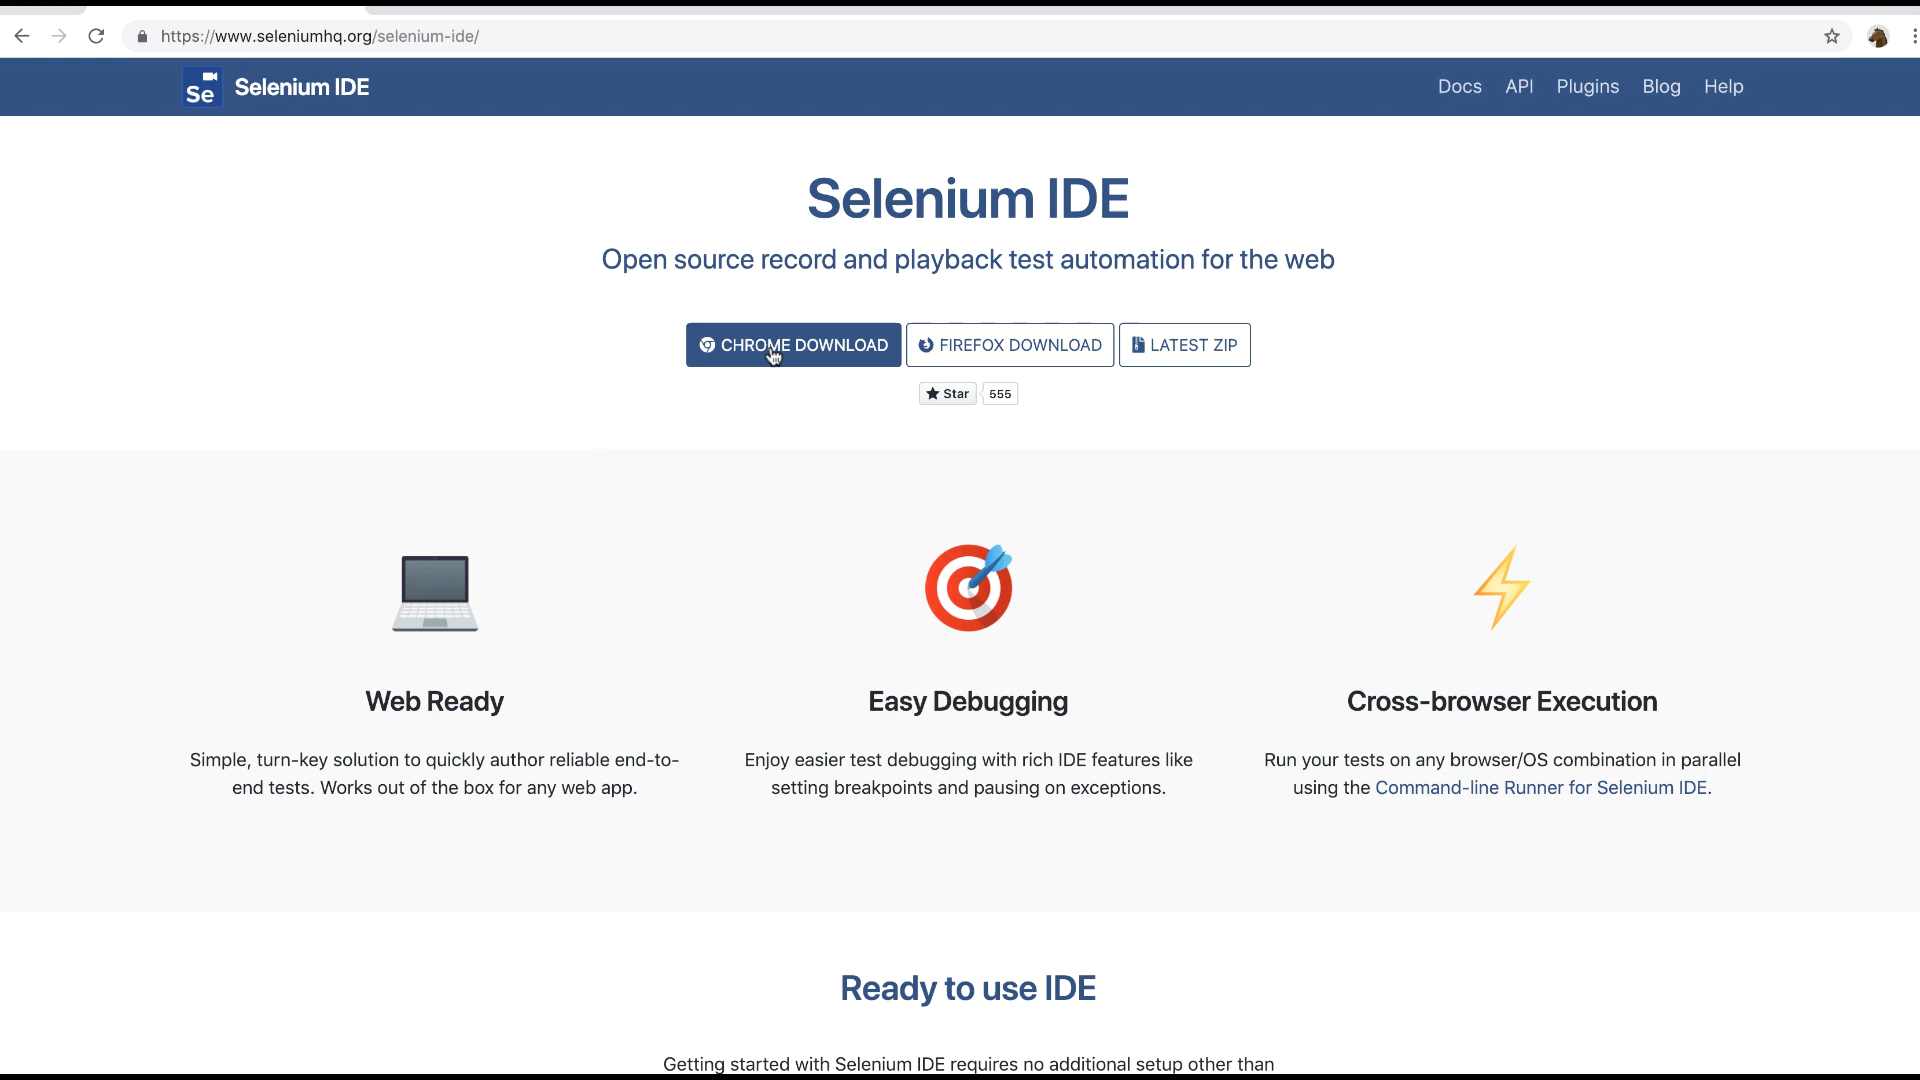 https://www.seleniumhq.org/selenium-ide/
Se Selenium IDE Docs API Plugins Blog Help
Selenium IDE
Open source record and playback test automation for the web
CHROME DOWNLOAD FIREFOX DOWNLOAD LATEST ZIP
Star 555
Web Ready
Simple, turn-key solution to quickly author reliable end-to-
end tests. Works out of the box for any web app.
Easy Debugging
Enjoy easier test debugging with rich IDE features like
setting breakpoints and pausing on exceptions.
Cross-browser Execution
Run your tests on any browser/OS combination in parallel
using the Command-line Runner for Selenium IDE.
Ready to use IDE
Getting started with Selenium IDE requires no additional setup other than